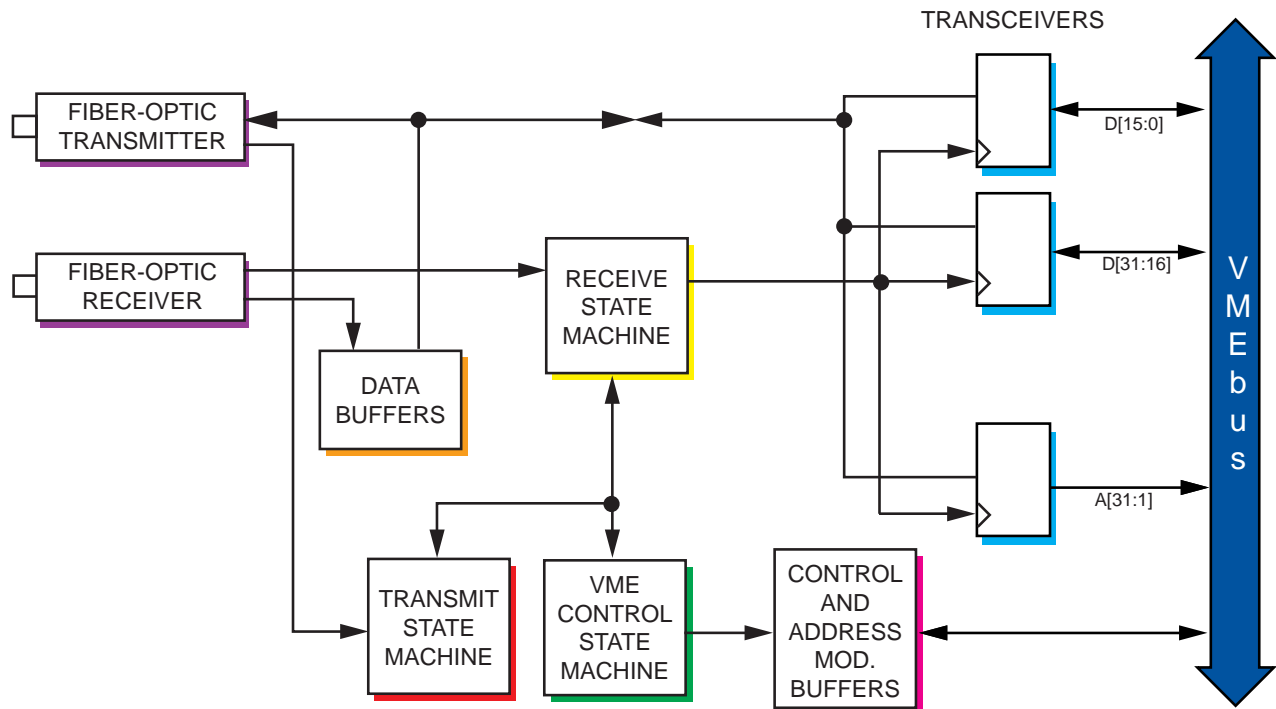 TRANSCEIVERS
FIBER-OPTIC
TRANSMITTER
D[15:0]
FIBER-OPTIC
RECEIVER
RECEIVE
STATE
MACHINE
D[31:16]
DATA
BUFFERS
VMEbus
A[31:1]
TRANSMIT
STATE
MACHINE
VME
CONTROL
STATE
MACHINE
CONTROL
AND
ADDRESS
MOD.
BUFFERS